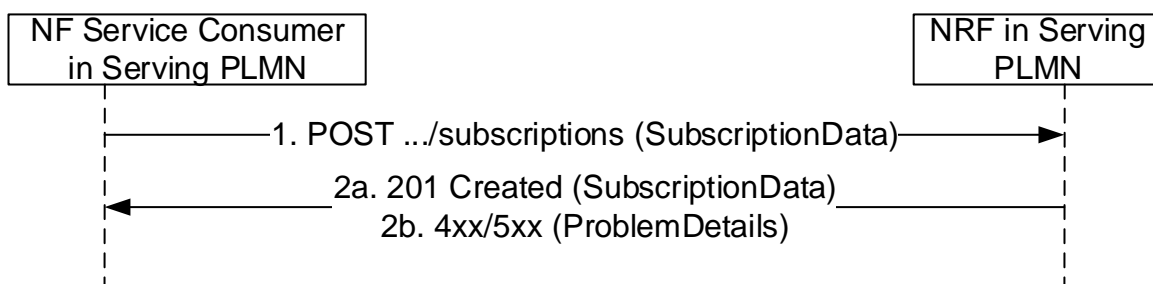 NF Service Consumer
in Serving PLMN
NRF in Serving
PLMN
1. POST .../subscriptions (SubscriptionData)
2a. 201 Created (SubscriptionData)
2b. 4xx/5xx (ProblemDetails)